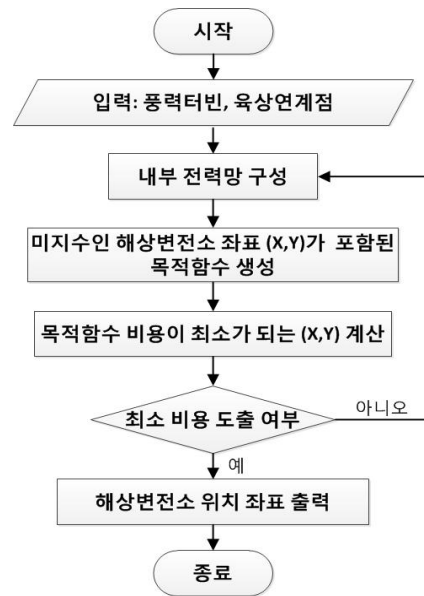 시작
입력: 풍력터빈, 육상연계점
내부 전력망 구성
미지수인 해상변전소 좌표 (X,Y)가 포함된
목적함수 생성
목적함수 비용이 최소가 되는 (X,Y) 계산
최소 비용 도출 여부
아니오
예
해상변전소 위치 좌표 출력
종료